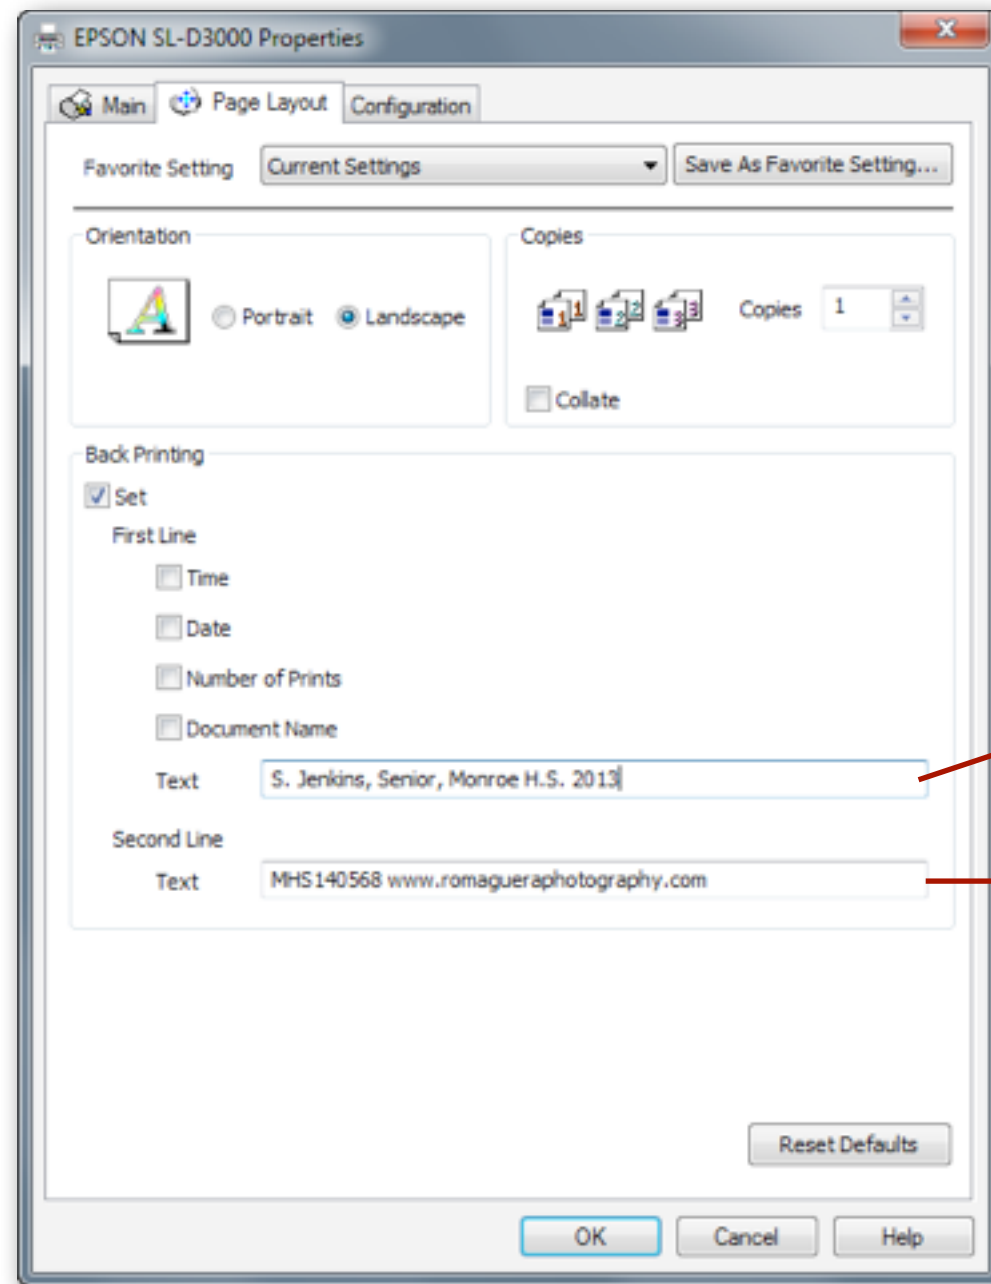 EPSON SL-D3000 Properties
Main Page Layout Configuration
Favorite Setting Current Settings Save As Favorite Setting...
Orientation Copies
Portrait Landscape Copies 1
Collate
Back Printing
Set
First Line
Time
Date
Number of Prints
Document Name
Text S. Jenkins, Senior, Monroe H.S. 2013
Second Line
Text MHS140568 www.romagueraphotography.com
Reset Defaults
OK Cancel Help